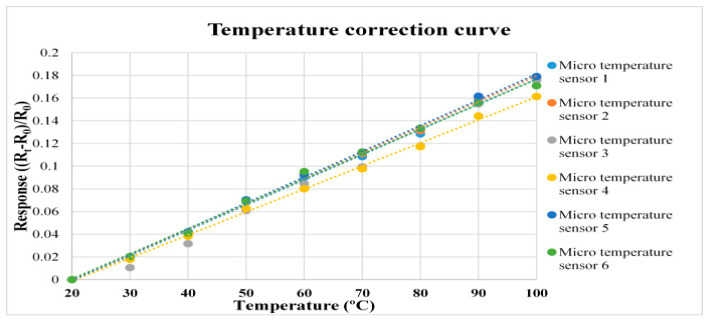 Temperature correction curve
Response ((Rt-R0)/R0)
0.2
0.18
0.16
0.14
0.12
0.1
0.08
0.06
0.04
0.02
0
20 30 40 50 60 70 80 90 100
Temperature (°C)
Micro temperature
sensor 1
Micro temperature
sensor 2
Micro temperature
sensor 3
Micro temperature
sensor 4
Micro temperature
sensor 5
Micro temperature
sensor 6